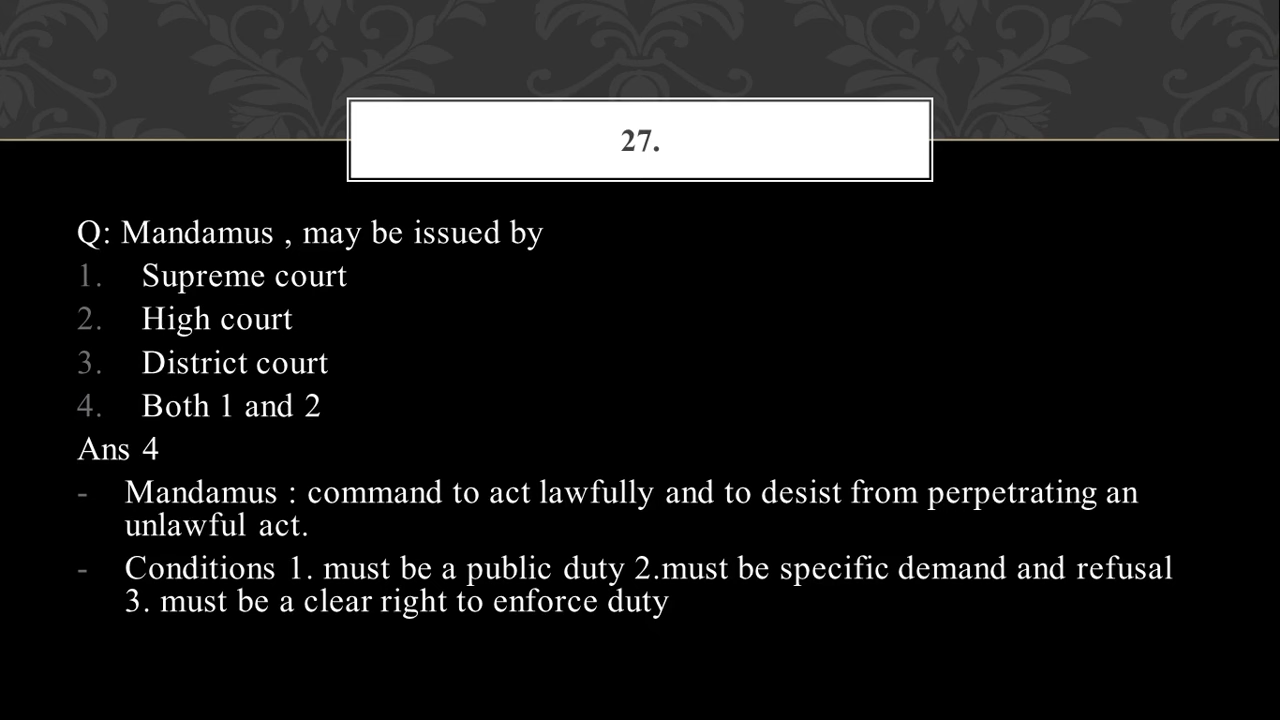 27.
Q: Mandamus , may be issued by
1. Supreme court
2. High court
3. District court
4. Both 1 and 2
Ans 4
- Mandamus : command to act lawfully and to desist from perpetrating an
unlawful act.
- Conditions 1. must be a public duty 2.must be specific demand and refusal
3. must be a clear right to enforce duty